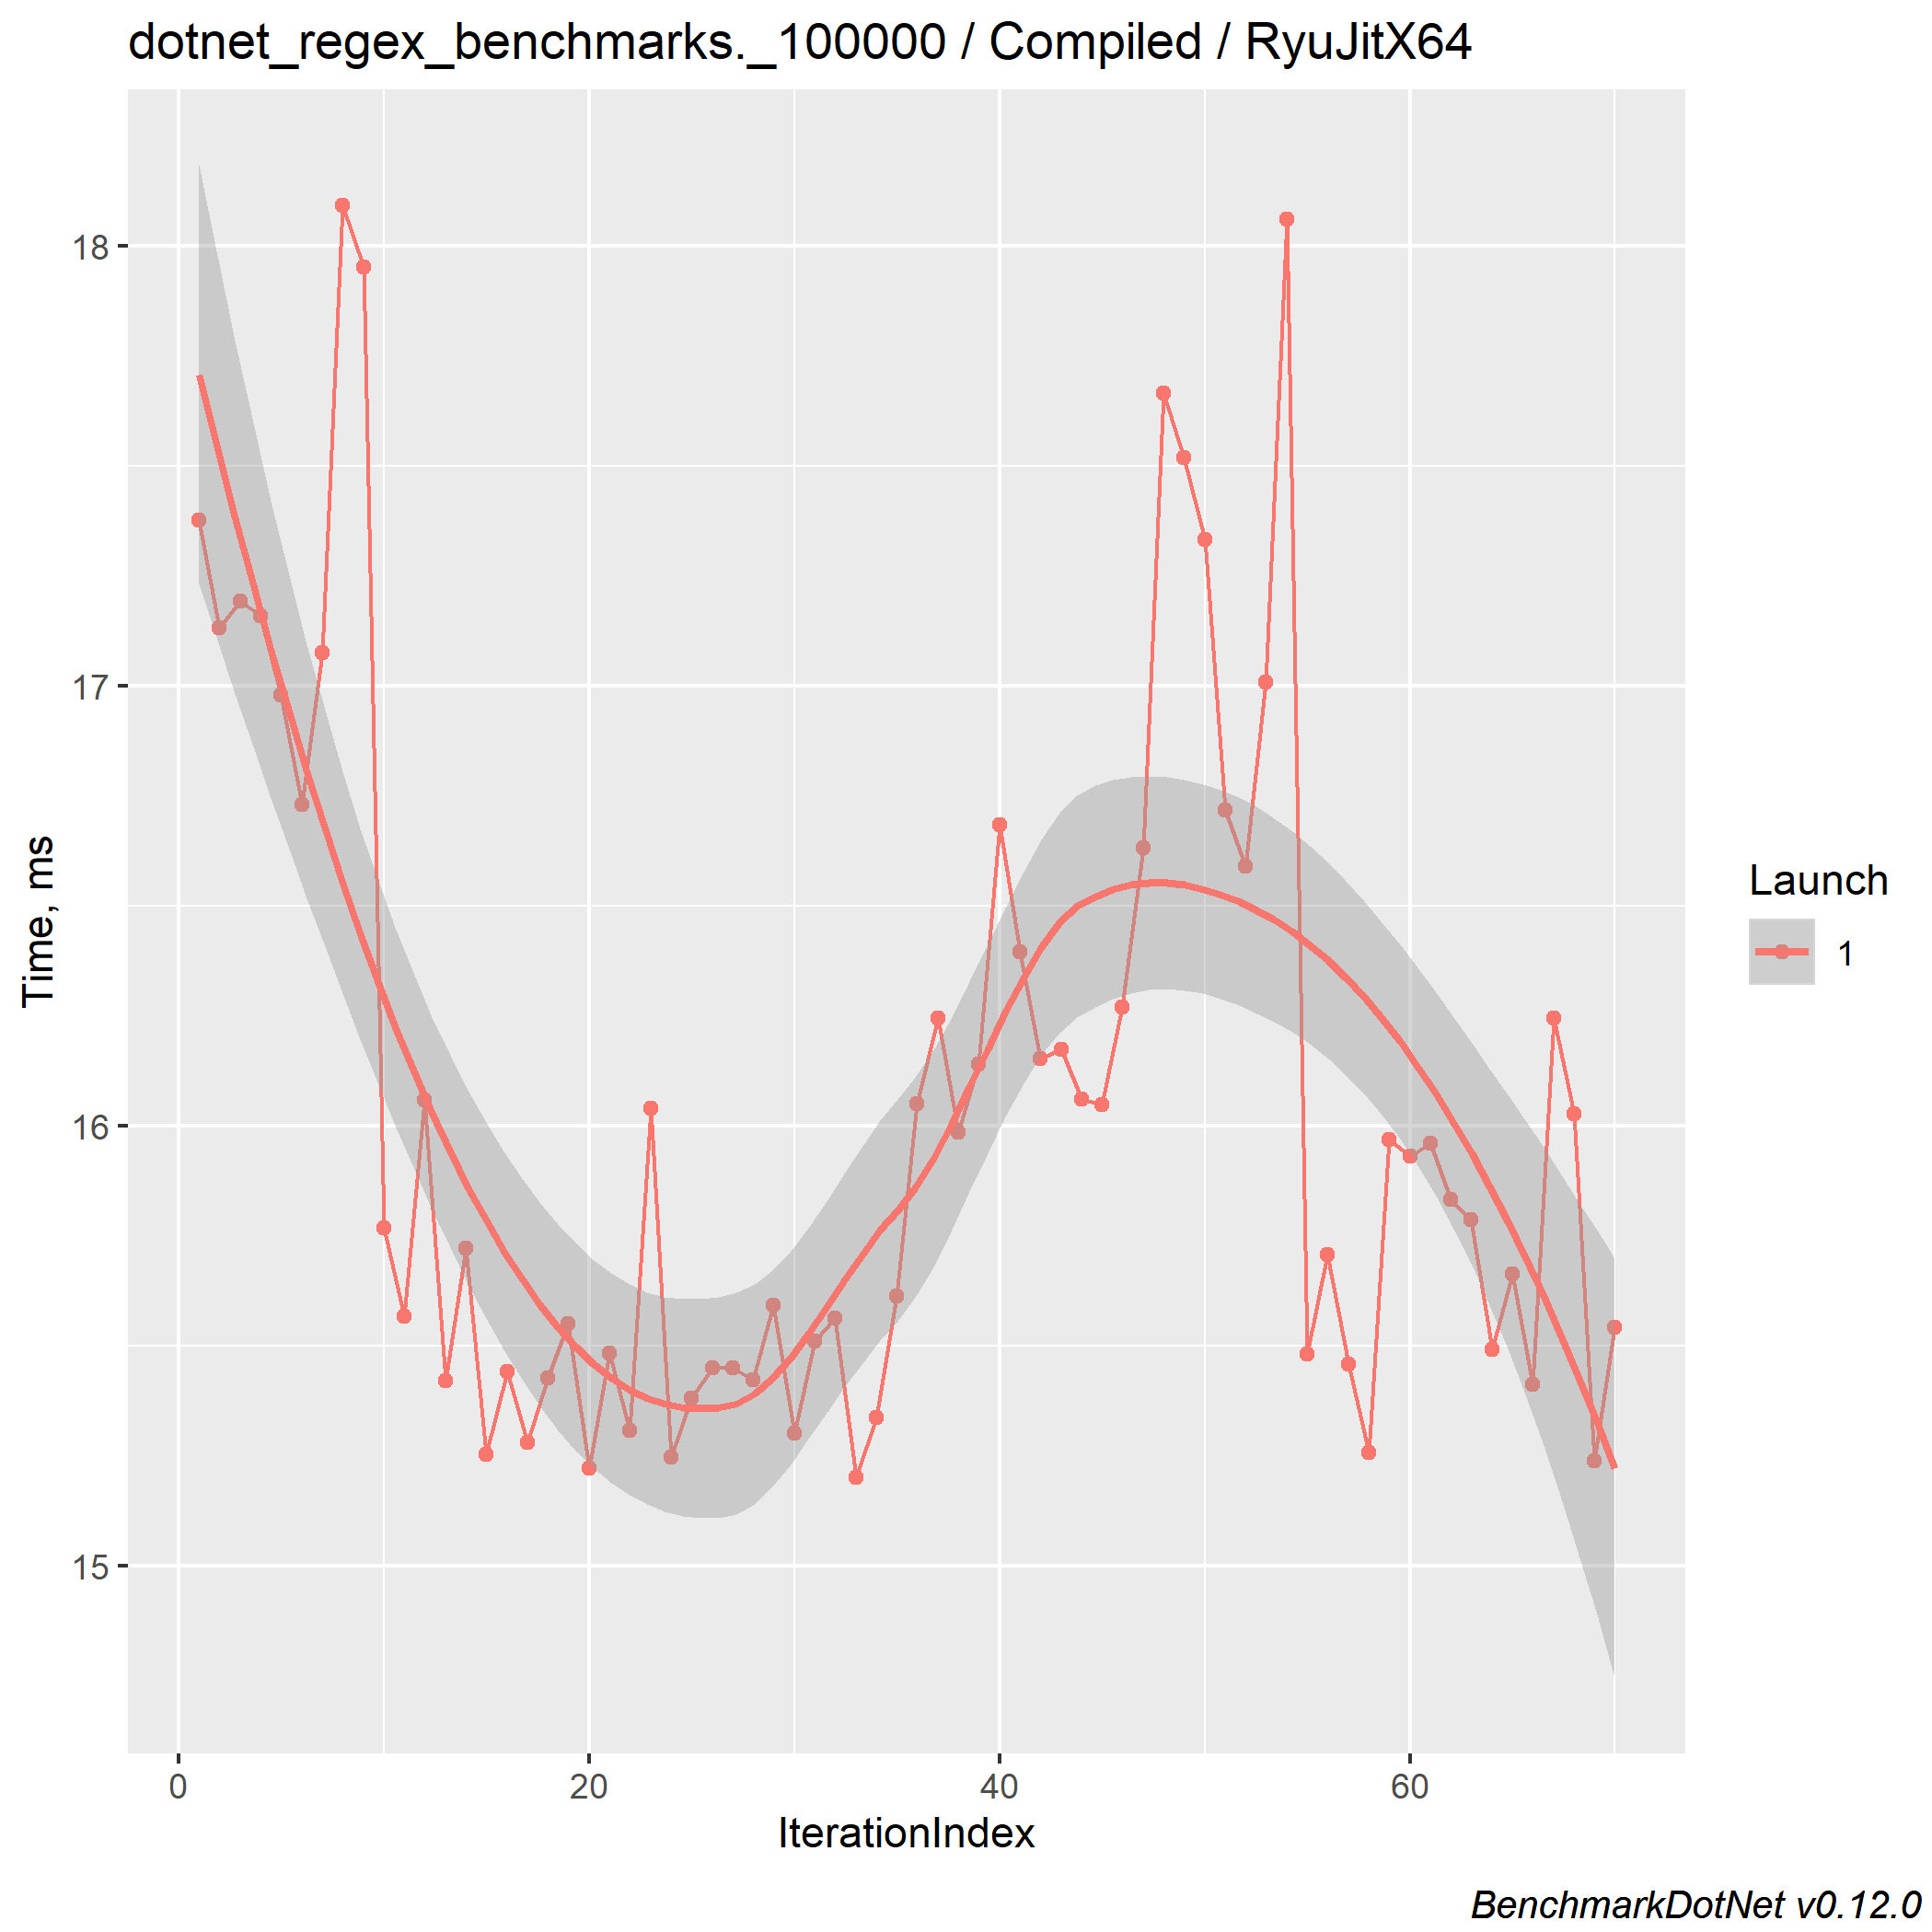 dotnet_regex_benchmarks._100000 / Compiled / RyuJitX64
18
17
16
15
Time, ms
0 20 40 60
IterationIndex
Launch
1
BenchmarkDotNet v0.12.0